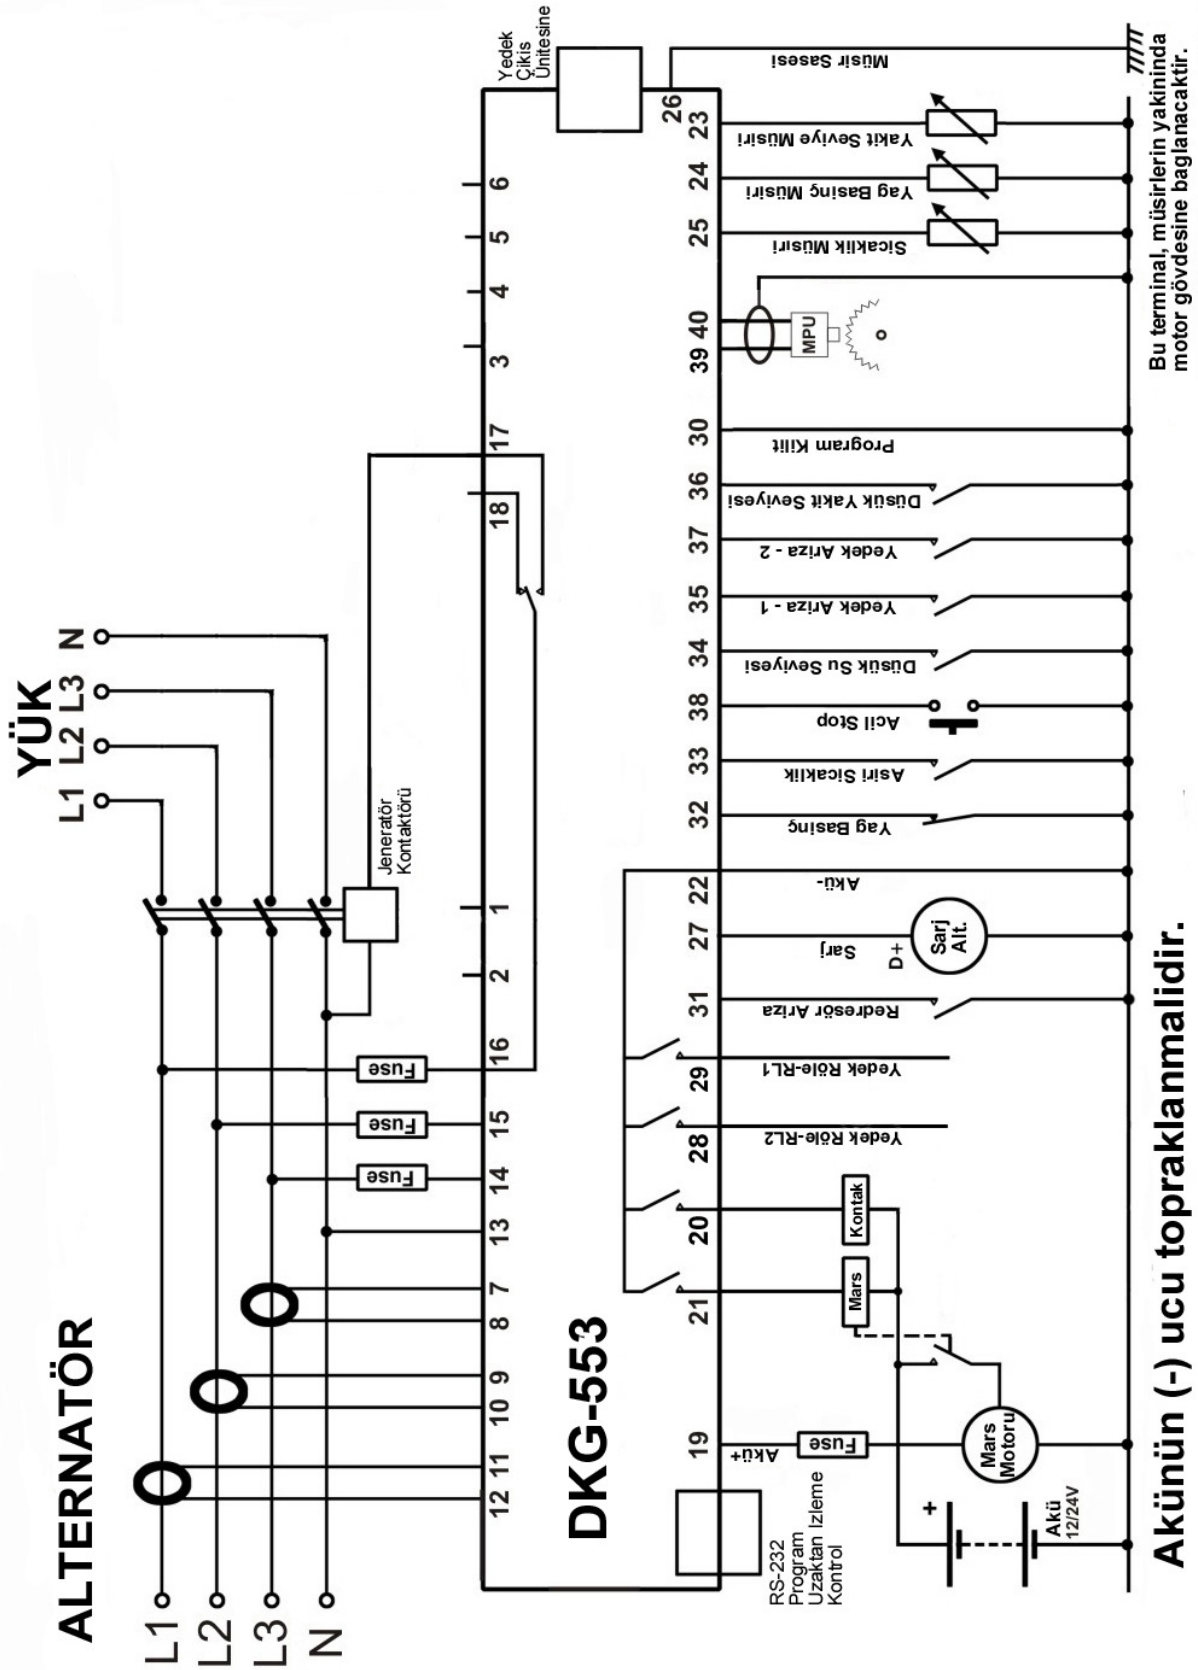 ALTERNATÖR
YÜK
L1
L2
L3
N
L1
L2
L3
N
Jeneratör
Kontaktörü
Yedek
Çikis
Ünitesine
Fuse
Fuse
Fuse
12
11
10
9
8
7
13
14
15
16
2
1
18
17
3
4
5
6
DKG-553
19
21
20
28
29
31
27
22
32
33
38
34
35
37
36
30
39
40
25
24
23
26
RS-232
Program
Uzaktan Izleme
Kontrol
Akü+
Fuse
Mars
Kontak
Yedek Röle-RL2
Yedek Röle-RL1
Redresör Ariza
Sarj
D+
Sarj
Alt.
Akü-
Yag Basinç
Asiri Sicaklik
Acil Stop
Düsük Su Seviyesi
Yedek Ariza - 1
Yedek Ariza - 2
Düsük Yakit Seviyesi
Program Kilit
MPU
Sicaklik Müsiri
Yag Basinç Müsiri
Yakit Seviye Müsiri
Müsir Sasesi
Mars
Motoru
+
Akü
12/24V
Akünün (-) ucu topraklanmalidir.
Bu terminal, müsirlerin yakininda
motor gövdesine baglanacaktir.